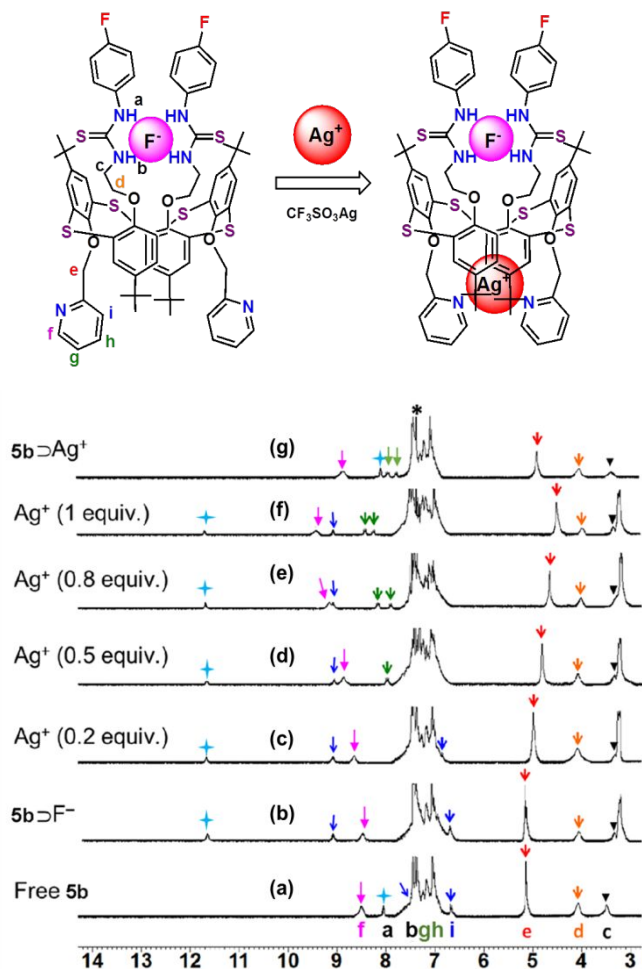 F F
a
NH HN
S F⁻ S
NH HN
c b
d
O O
S S
S S
O O
e
N N
f i
g h
Ag⁺
CF₃SO₃Ag
F F
NH HN
S F⁻ S
NH HN
O O
S S
S S
O O
Ag⁺
N N
*
5b⊃Ag⁺ (g)
Ag⁺ (1 equiv.) (f)
Ag⁺ (0.8 equiv.) (e)
Ag⁺ (0.5 equiv.) (d)
Ag⁺ (0.2 equiv.) (c)
5b⊃F⁻ (b)
Free 5b (a)
f a b gh i e d c
14 13 12 11 10 9 8 7 6 5 4 3